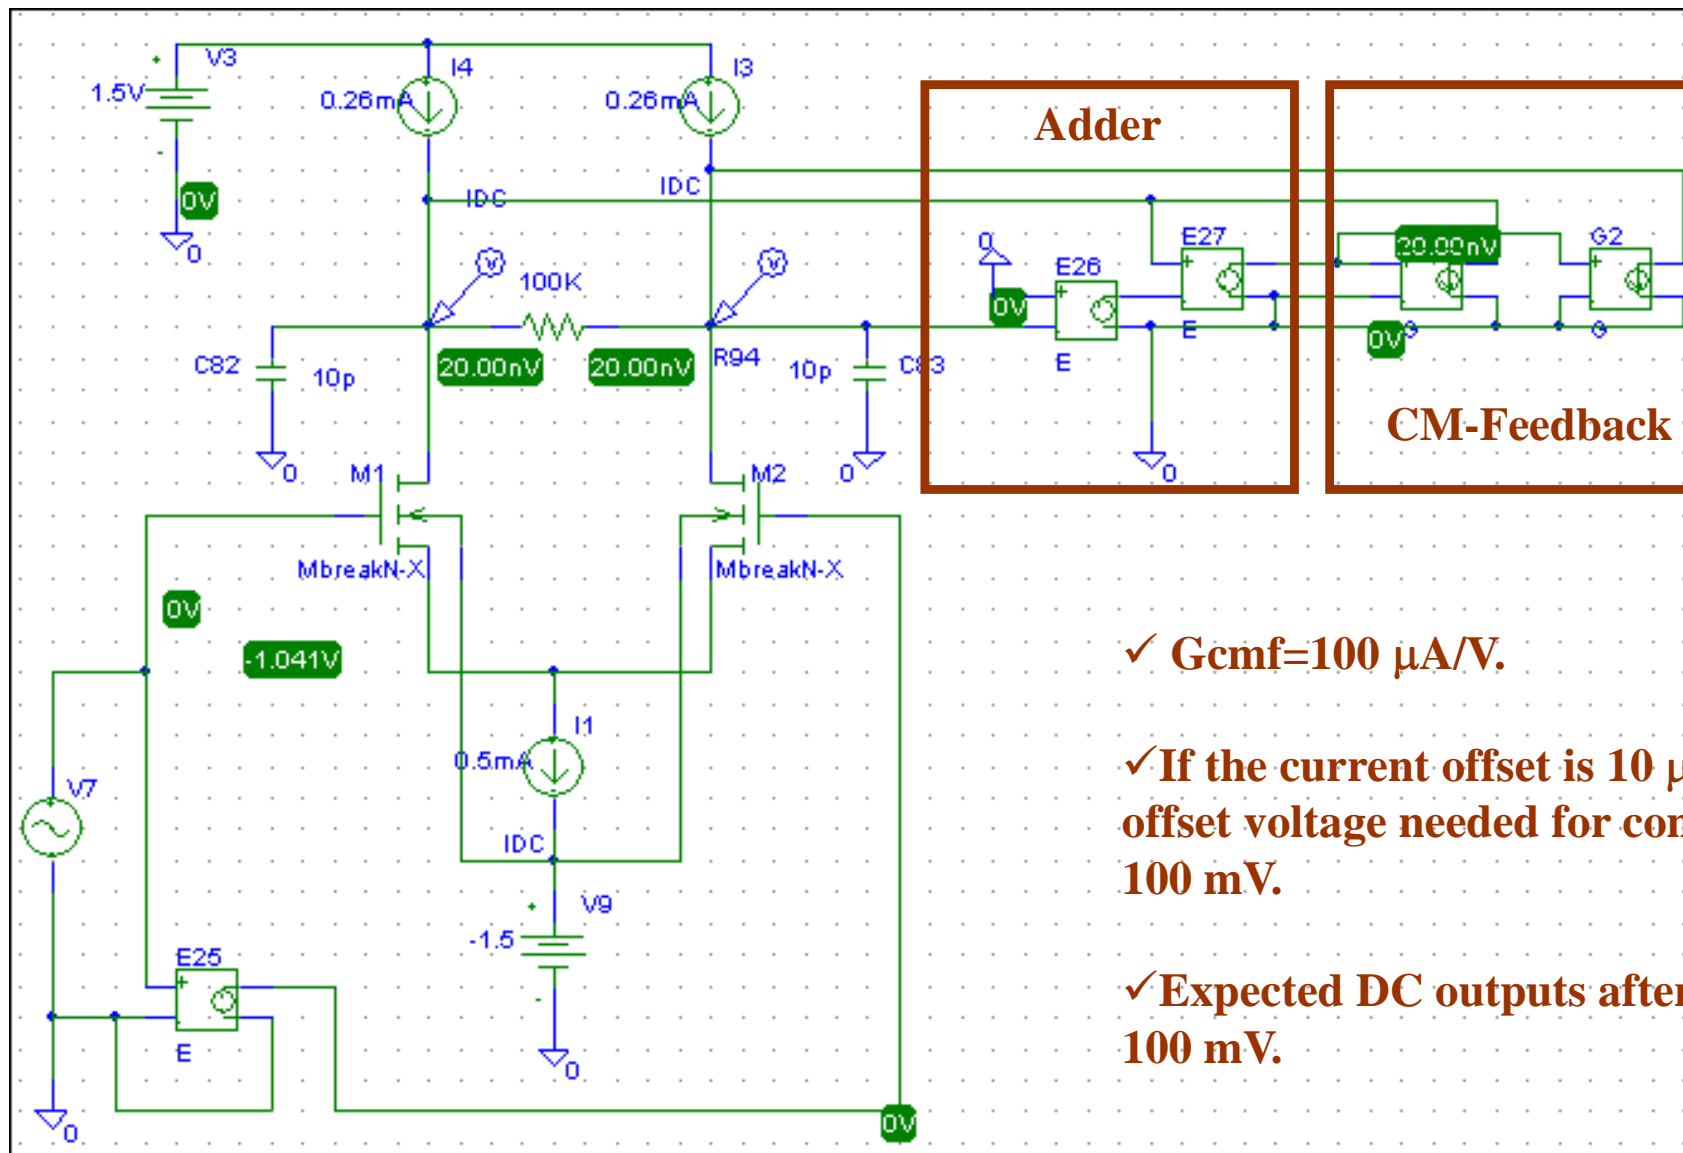 V3
I4
I3
1.5V
0.26mA
0.26mA
Adder
0V
0
IDC
IDC
0
E27
20.00nV
G2
E26
100K
0V
0V
E
G
G
C82
10p
20.00nV
20.00nV
R94
10p
C83
E
CM-Feedback
0
0
0
M1
M2
MbreakN-X
MbreakN-X
0V
-1.041V
Gcmf=100 μA/V.
I1
0.5mA
If the current offset is 10
offset voltage needed for
100 mV.
V7
IDC
V9
-1.5
E25
Expected DC outputs after
100 mV.
E
0
0
0V